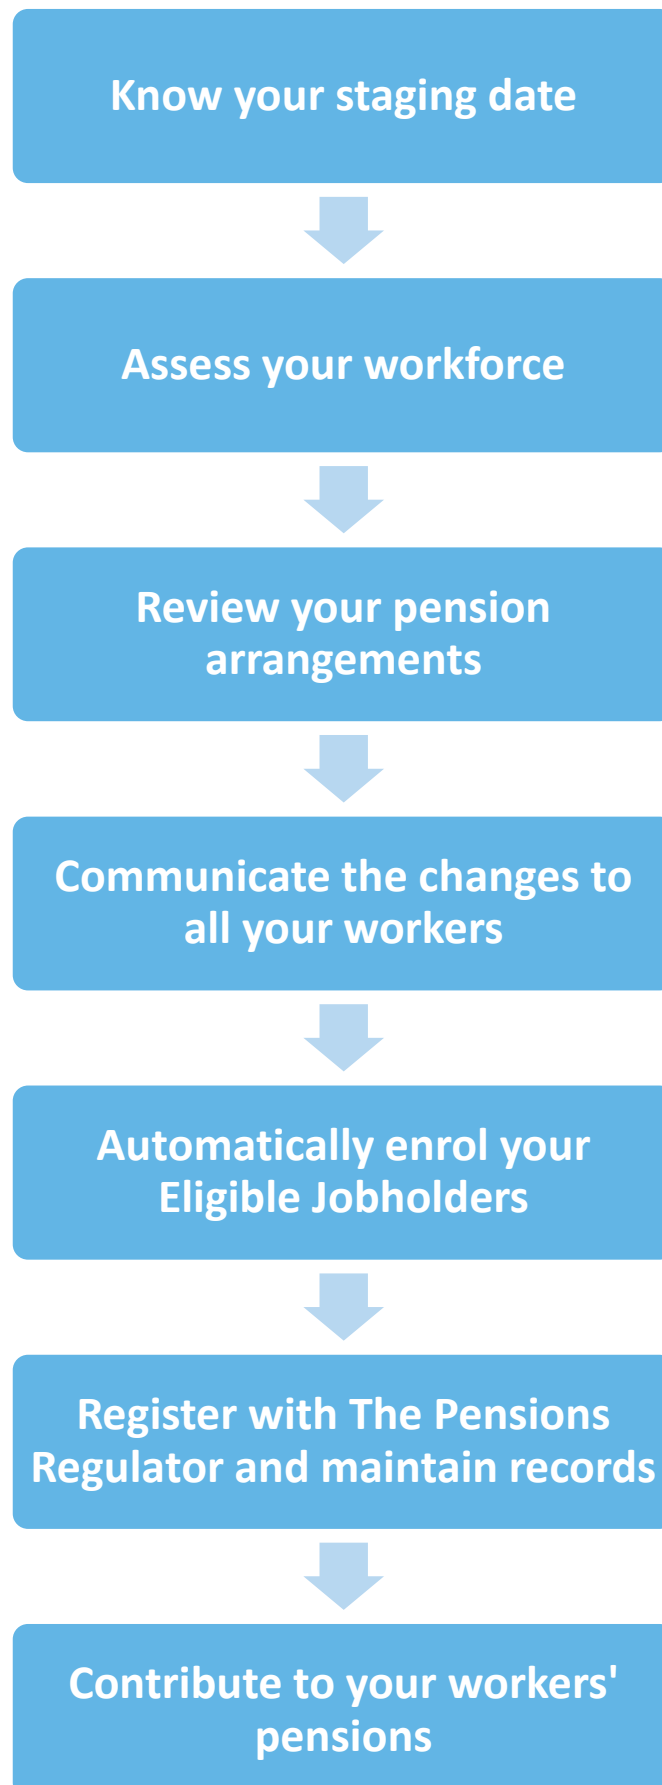 Know your staging date
Assess your workforce
Review your pension
arrangements
Communicate the changes to
all your workers
Automatically enrol your
Eligible Jobholders
Register with The Pensions
Regulator and maintain records
Contribute to your workers'
pensions